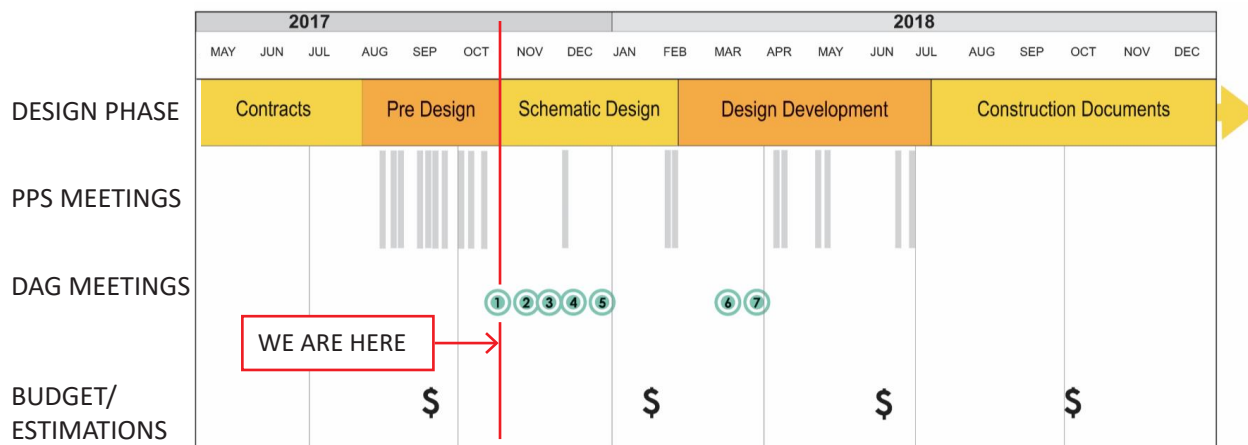 2017 2018
MAY JUN JUL AUG SEP OCT NOV DEC JAN FEB MAR APR MAY JUN JUL AUG SEP OCT NOV DEC
DESIGN PHASE Contracts Pre Design Schematic Design Design Development Construction Documents
PPS MEETINGS
DAG MEETINGS 1 2 3 4 5 6 7
WE ARE HERE
BUDGET/ $ $ $ $
ESTIMATIONS